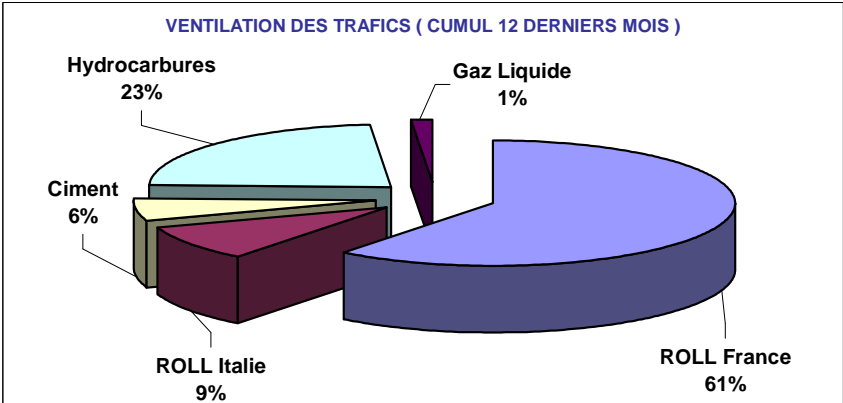 VENTILATION DES TRAFICS ( CUMUL 12 DERNIERS MOIS )
Hydrocarbures
23%
Gaz Liquide
1%
Ciment
6%
ROLL Italie
9%
ROLL France
61%